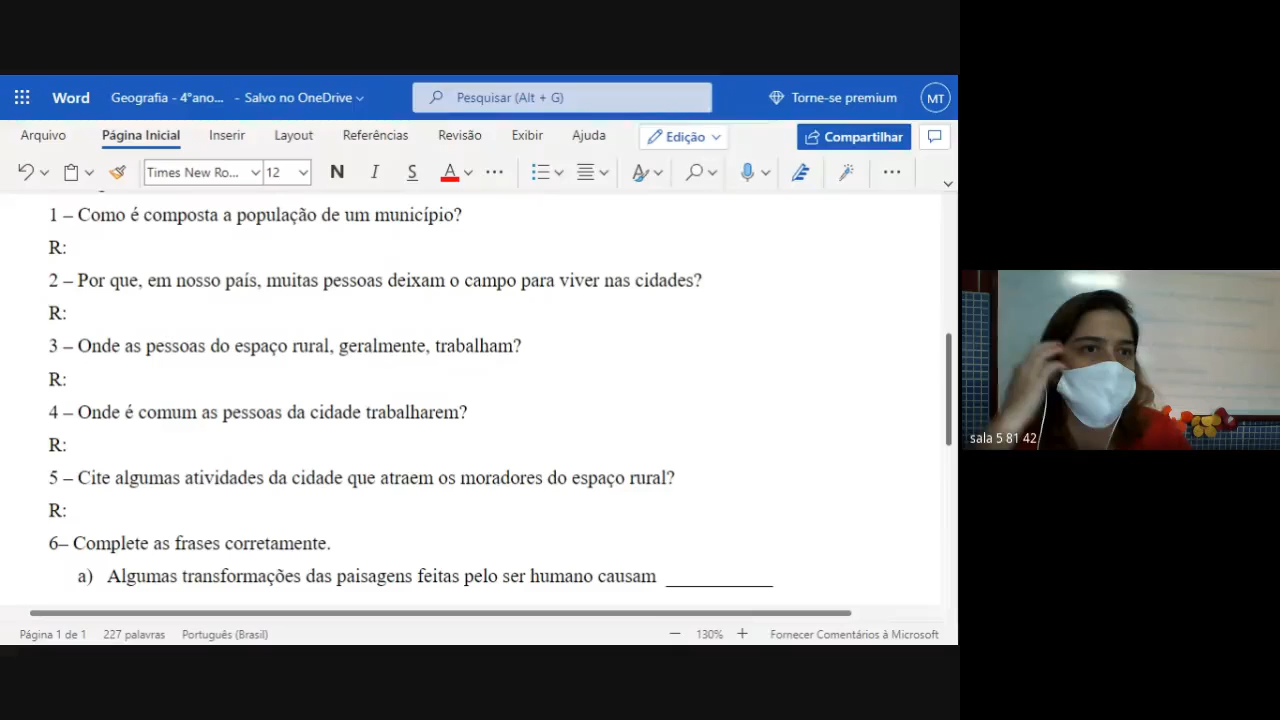 Word Geografia - 4°ano... - Salvo no OneDrive Pesquisar (Alt + G) Torne-se premium MT
Arquivo Página Inicial Inserir Layout Referências Revisão Exibir Ajuda Edição Compartilhar
Times New Ro... 12 N I S A
1 – Como é composta a população de um município?
R:
2 – Por que, em nosso país, muitas pessoas deixam o campo para viver nas cidades?
R:
3 – Onde as pessoas do espaço rural, geralmente, trabalham?
R:
4 – Onde é comum as pessoas da cidade trabalharem?
R:
5 – Cite algumas atividades da cidade que atraem os moradores do espaço rural?
R:
6– Complete as frases corretamente.
a) Algumas transformações das paisagens feitas pelo ser humano causam ___________
Página 1 de 1 227 palavras Português (Brasil) 130% Fornecer Comentários à Microsoft
sala 5 81 42